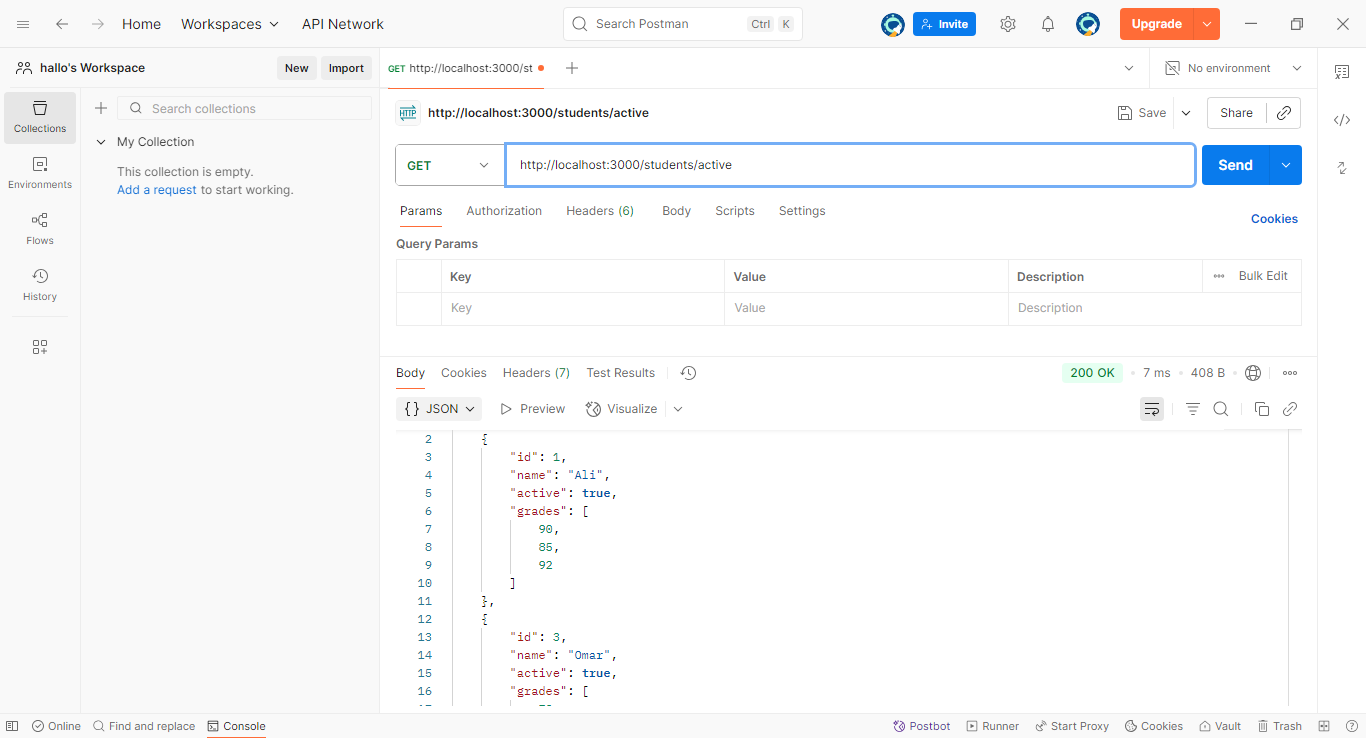 Home Workspaces API Network Search Postman Ctrl K Invite Upgrade
hallo's Workspace New Import GET http://localhost:3000/st No environment
Collections
Environments
Flows
History
Search collections
My Collection
This collection is empty.
Add a request to start working.
HTTP http://localhost:3000/students/active Save Share
GET http://localhost:3000/students/active Send
Params Authorization Headers (6) Body Scripts Settings Cookies
Query Params
Key Value Description Bulk Edit
Key Value Description
Body Cookies Headers (7) Test Results 200 OK 7 ms 408 B
{} JSON Preview Visualize
2 {
3 "id": 1,
4 "name": "Ali",
5 "active": true,
6 "grades": [
7 90,
8 85,
9 92
10 ]
11 },
12 {
13 "id": 3,
14 "name": "Omar",
15 "active": true,
16 "grades": [
Online Find and replace Console Postbot Runner Start Proxy Cookies Vault Trash